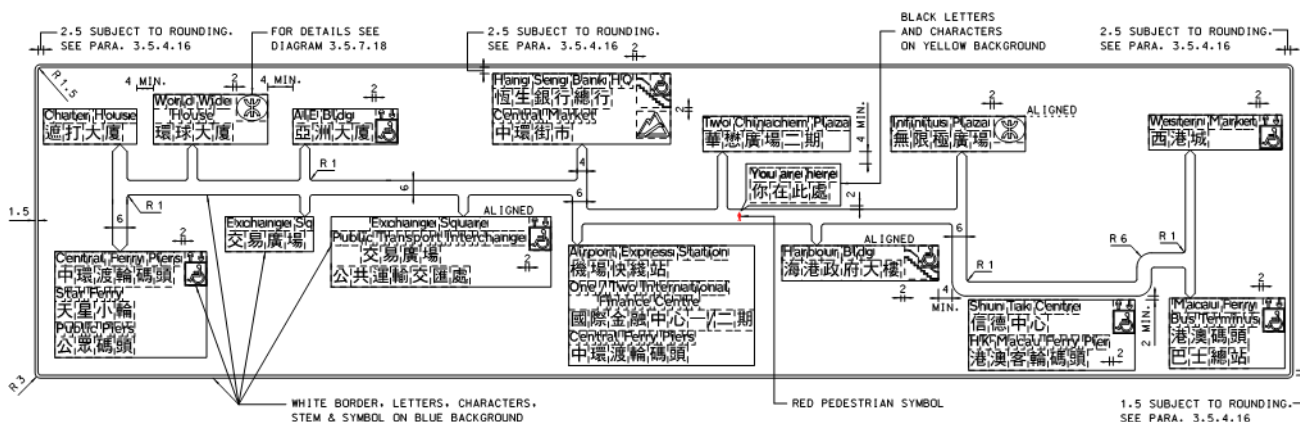 2.5 SUBJECT TO ROUNDING.
SEE PARA. 3.5.4.16
FOR DETAILS SEE
DIAGRAM 3.5.7.18
2.5 SUBJECT TO ROUNDING.
SEE PARA. 3.5.4.16
BLACK LETTERS
AND CHARACTERS
ON YELLOW BACKGROUND
2.5 SUBJECT TO ROUNDING.
SEE PARA. 3.5.4.16
R 1.5
4 MIN.
2
4 MIN.
2
2
2
2
ALIGNED
2
Charter House
遮打大廈
World Wide
House
環球大廈
AIE Bldg
亞洲大廈
Hang Seng Bank HQ
恆生銀行總行
Central Market
中環街市
Two Chinachem Plaza
華懋廣場二期
4 MIN.
Infinitus Plaza
無限極廣場
Western Market
西港城
R 1
4
6
You are here
你在此處
2
R 1
6
1.5
6
Exchange Sq
交易廣場
ALIGNED
Exchange Square
Public Transport Interchange
交易廣場
公共運輸交匯處
2
2
Central Ferry Piers
中環渡輪碼頭
Star Ferry
天星小輪
Public Piers
公眾碼頭
Airport Express Station
機場快綫站
One / Two International
Finance Centre
國際金融中心一/二期
Central Ferry Piers
中環渡輪碼頭
ALIGNED
Harbour Bldg
海港政府大樓
2
6
R 1
R 6
R 1
4
MIN.
Shun Tak Centre
信德中心
HK Macau Ferry Pier
港澳客輪碼頭
2
2 MIN.
2
Macau Ferry
Bus Terminus
港澳碼頭
巴士總站
R 3
WHITE BORDER, LETTERS, CHARACTERS,
STEM & SYMBOL ON BLUE BACKGROUND
RED PEDESTRIAN SYMBOL
1.5 SUBJECT TO ROUNDING.
SEE PARA. 3.5.4.16